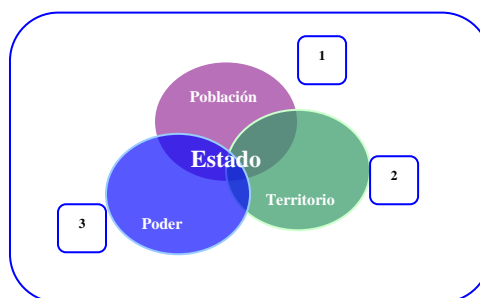 1
Población
Estado
2
Territorio
3
Poder